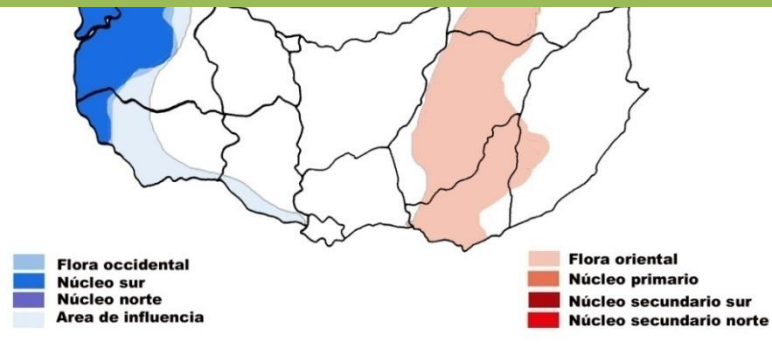 Flora occidental
Núcleo sur
Núcleo norte
Area de influencia
Flora oriental
Núcleo primario
Núcleo secundario sur
Núcleo secundario norte